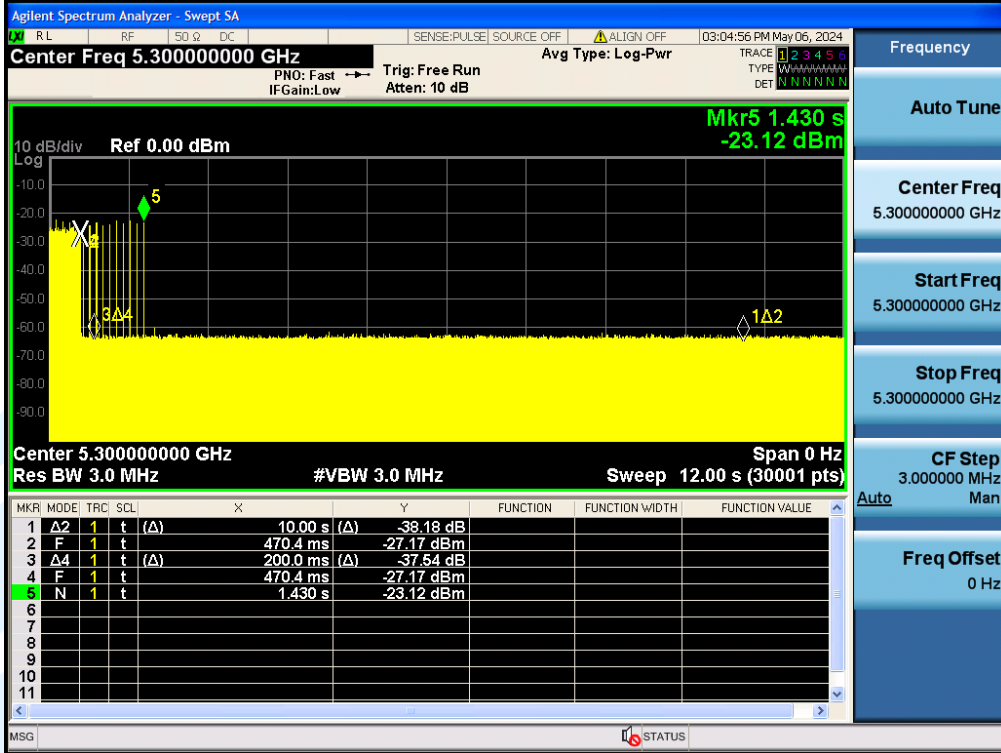 Agilent Spectrum Analyzer - Swept SA
LXI RL RF 50 Ω DC SENSE:PULSE SOURCE OFF ALIGN OFF 03:04:56 PM May 06, 2024
Center Freq 5.300000000 GHz
PNO: Fast
IFGain:Low
Trig: Free Run
Atten: 10 dB
Avg Type: Log-Pwr
TRACE 1 2 3 4 5 6
TYPE
DET N N N N N N
Mkr5 1.430 s
-23.12 dBm
10 dB/div Ref 0.00 dBm
Log
-10.0
-20.0
-30.0
-40.0
-50.0
-60.0
-70.0
-80.0
-90.0
5
3Δ4
1Δ2
Center 5.300000000 GHz Span 0 Hz
Res BW 3.0 MHz #VBW 3.0 MHz Sweep 12.00 s (30001 pts)
MKR MODE TRC SCL X Y FUNCTION FUNCTION WIDTH FUNCTION VALUE
1 Δ2 1 t (Δ) 10.00 s (Δ) -38.18 dB
2 F 1 t 470.4 ms -27.17 dBm
3 Δ4 1 t (Δ) 200.0 ms (Δ) -37.54 dB
4 F 1 t 470.4 ms -27.17 dBm
5 N 1 t 1.430 s -23.12 dBm
6
7
8
9
10
11
MSG STATUS
Frequency
Auto Tune
Center Freq
5.300000000 GHz
Start Freq
5.300000000 GHz
Stop Freq
5.300000000 GHz
CF Step
3.000000 MHz
Auto Man
Freq Offset
0 Hz